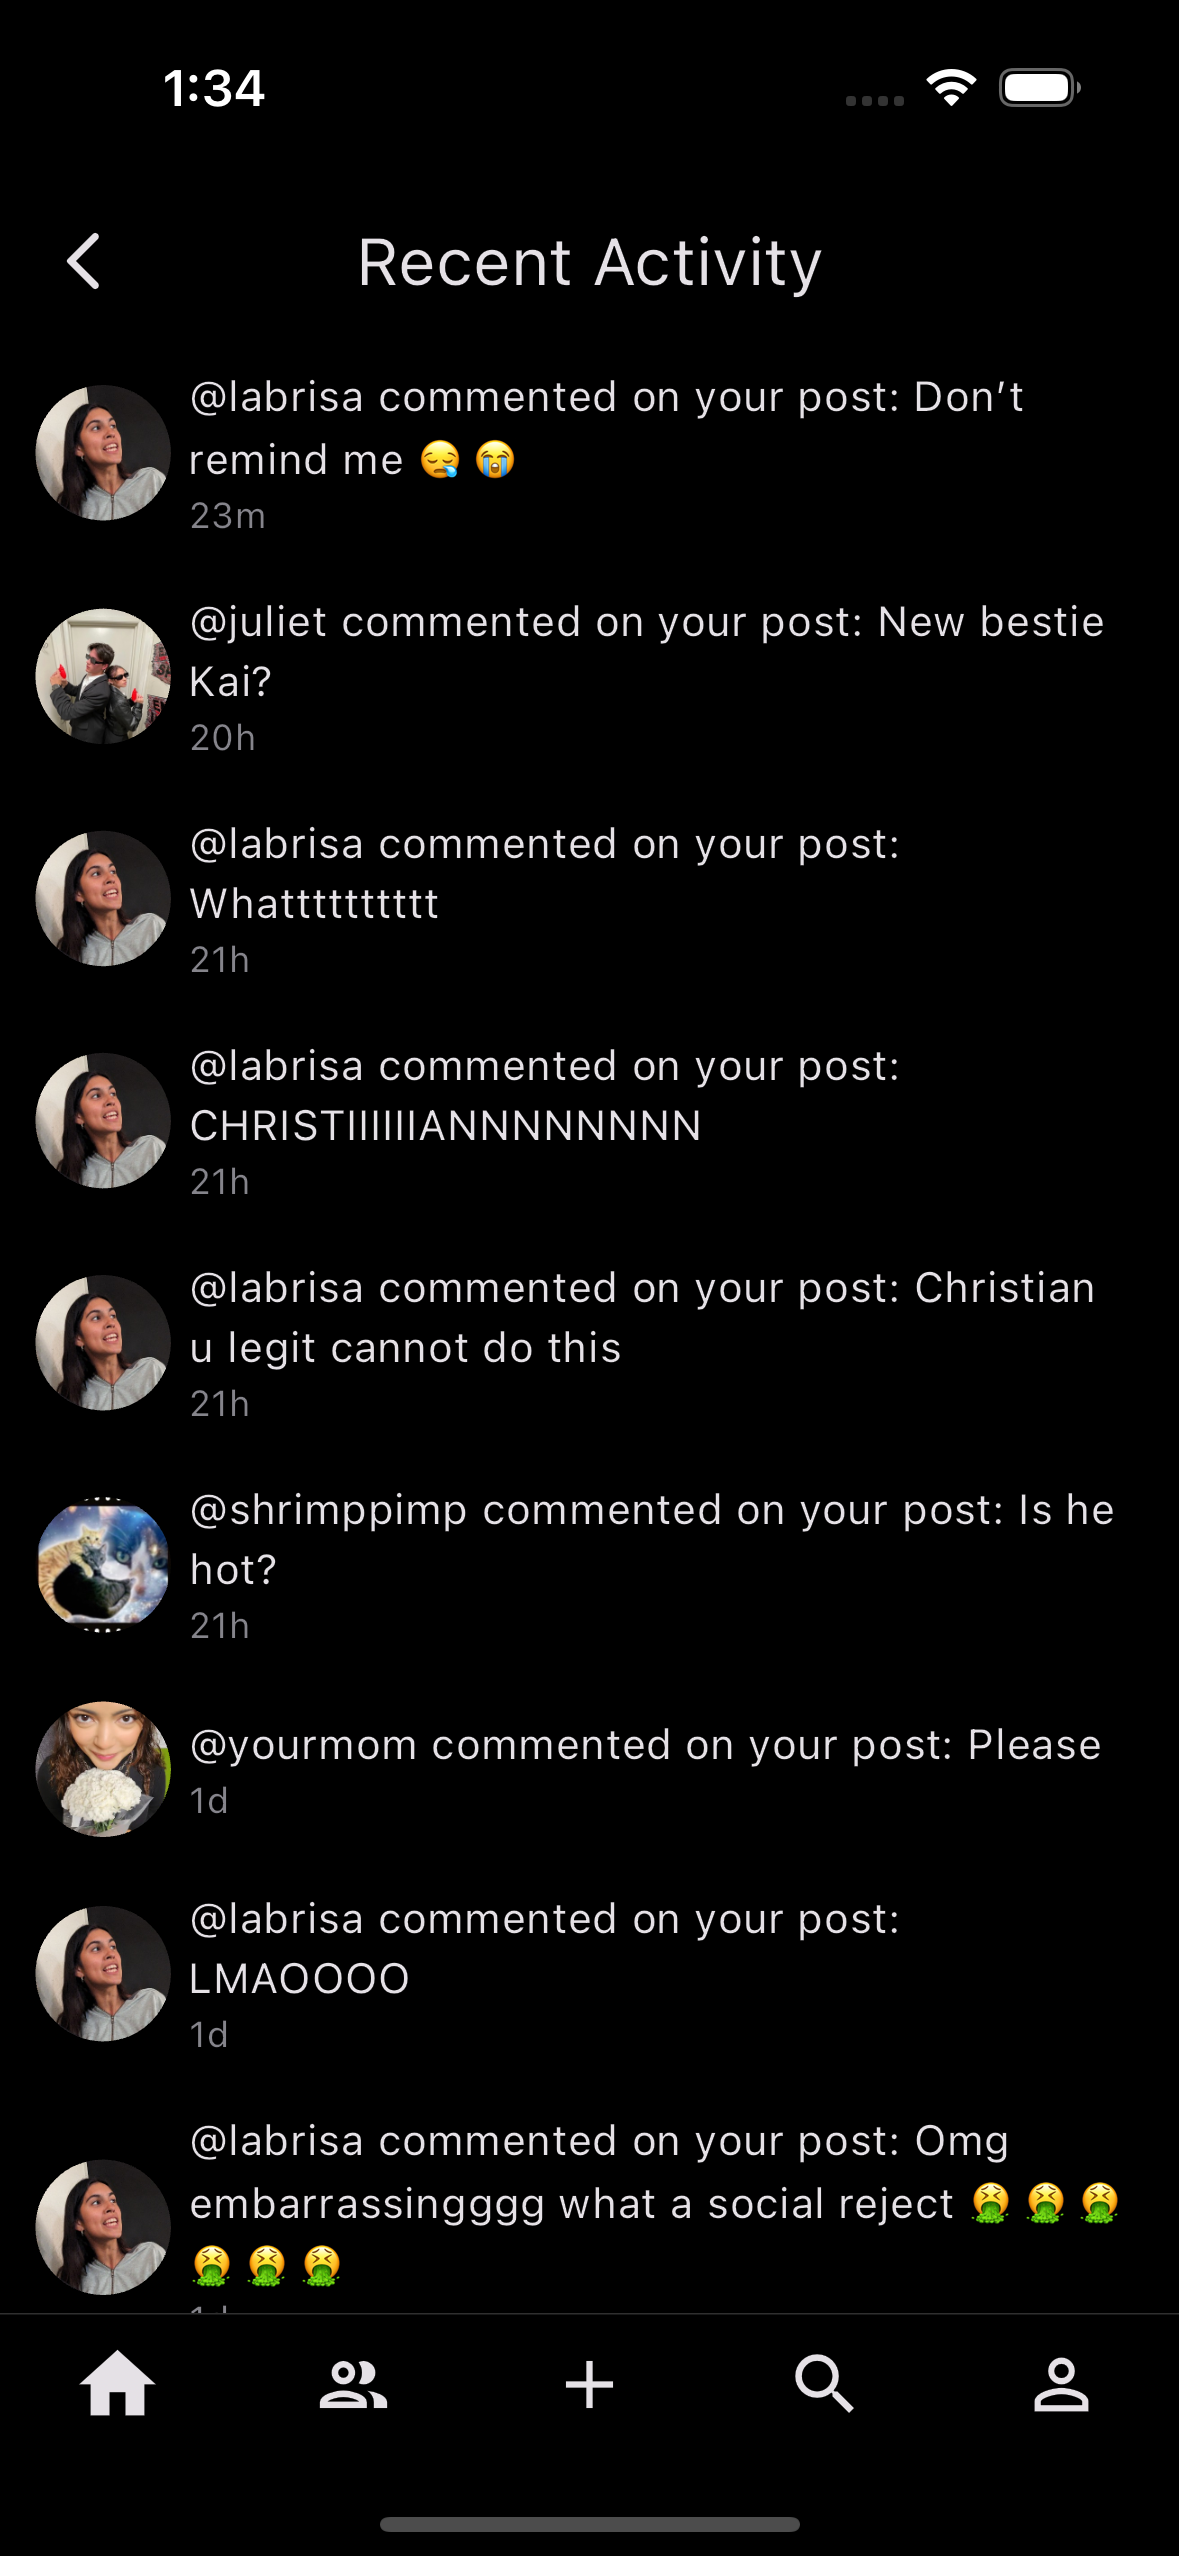 1:34
Recent Activity
@labrisa commented on your post: Don’t
remind me 😪 😭
23m
@juliet commented on your post: New bestie
Kai?
20h
@labrisa commented on your post:
Whatttttttttt
21h
@labrisa commented on your post:
CHRISTIIIIIIANNNNNNNN
21h
@labrisa commented on your post: Christian
u legit cannot do this
21h
@shrimppimp commented on your post: Is he
hot?
21h
@yourmom commented on your post: Please
1d
@labrisa commented on your post:
LMAOOOO
1d
@labrisa commented on your post: Omg
embarrassingggg what a social reject 🤮 🤮 🤮
🤮 🤮 🤮